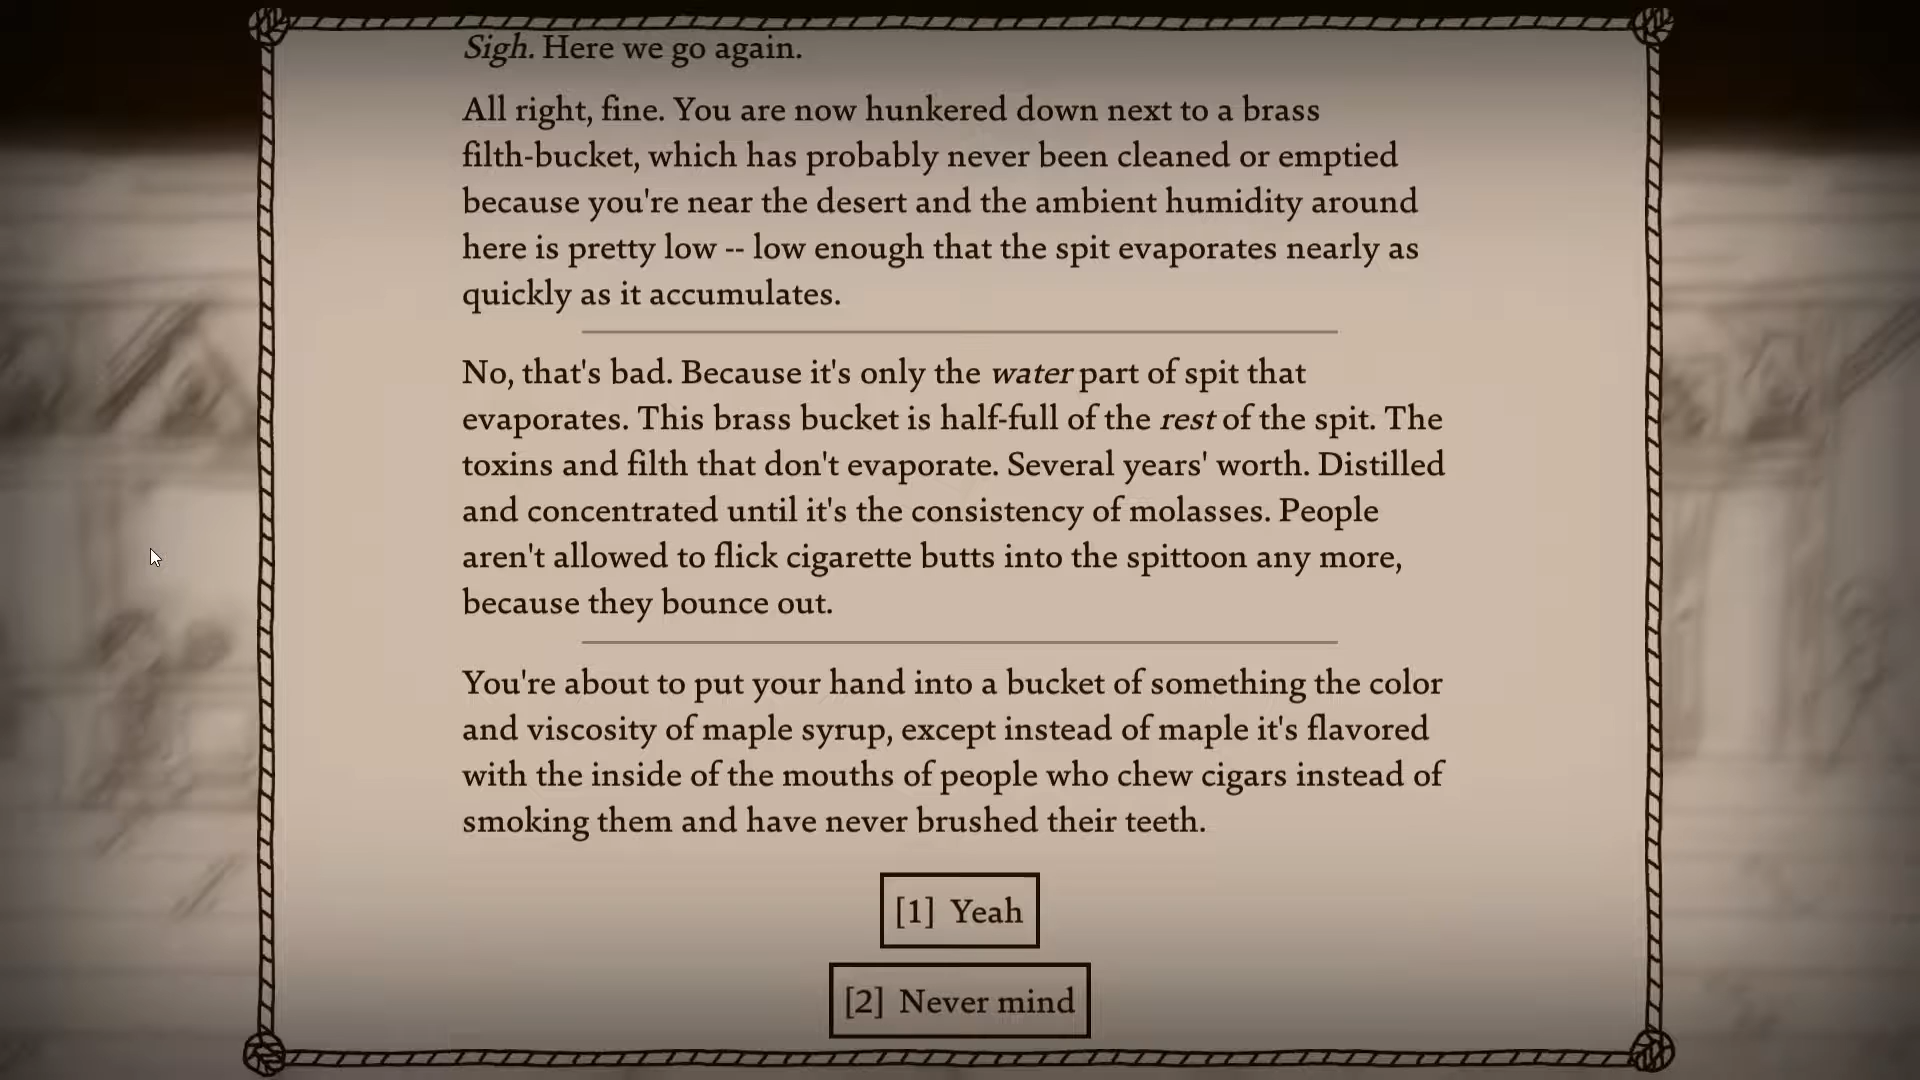 Sigh. Here we go again.
All right, fine. You are now hunkered down next to a brass
filth-bucket, which has probably never been cleaned or emptied
because you're near the desert and the ambient humidity around
here is pretty low -- low enough that the spit evaporates nearly as
quickly as it accumulates.
No, that's bad. Because it's only the water part of spit that
evaporates. This brass bucket is half-full of the rest of the spit. The
toxins and filth that don't evaporate. Several years' worth. Distilled
and concentrated until it's the consistency of molasses. People
aren't allowed to flick cigarette butts into the spittoon any more,
because they bounce out.
You're about to put your hand into a bucket of something the color
and viscosity of maple syrup, except instead of maple it's flavored
with the inside of the mouths of people who chew cigars instead of
smoking them and have never brushed their teeth.
[1] Yeah
[2] Never mind